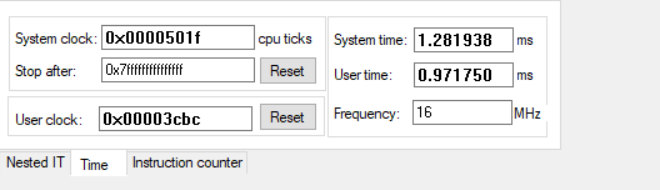 System clock: 0x0000501f cpu ticks
Stop after: 0x7fffffffffffffff Reset
User clock: 0x00003cbc Reset
System time: 1.281938 ms
User time: 0.971750 ms
Frequency: 16 MHz
Nested IT Time Instruction counter